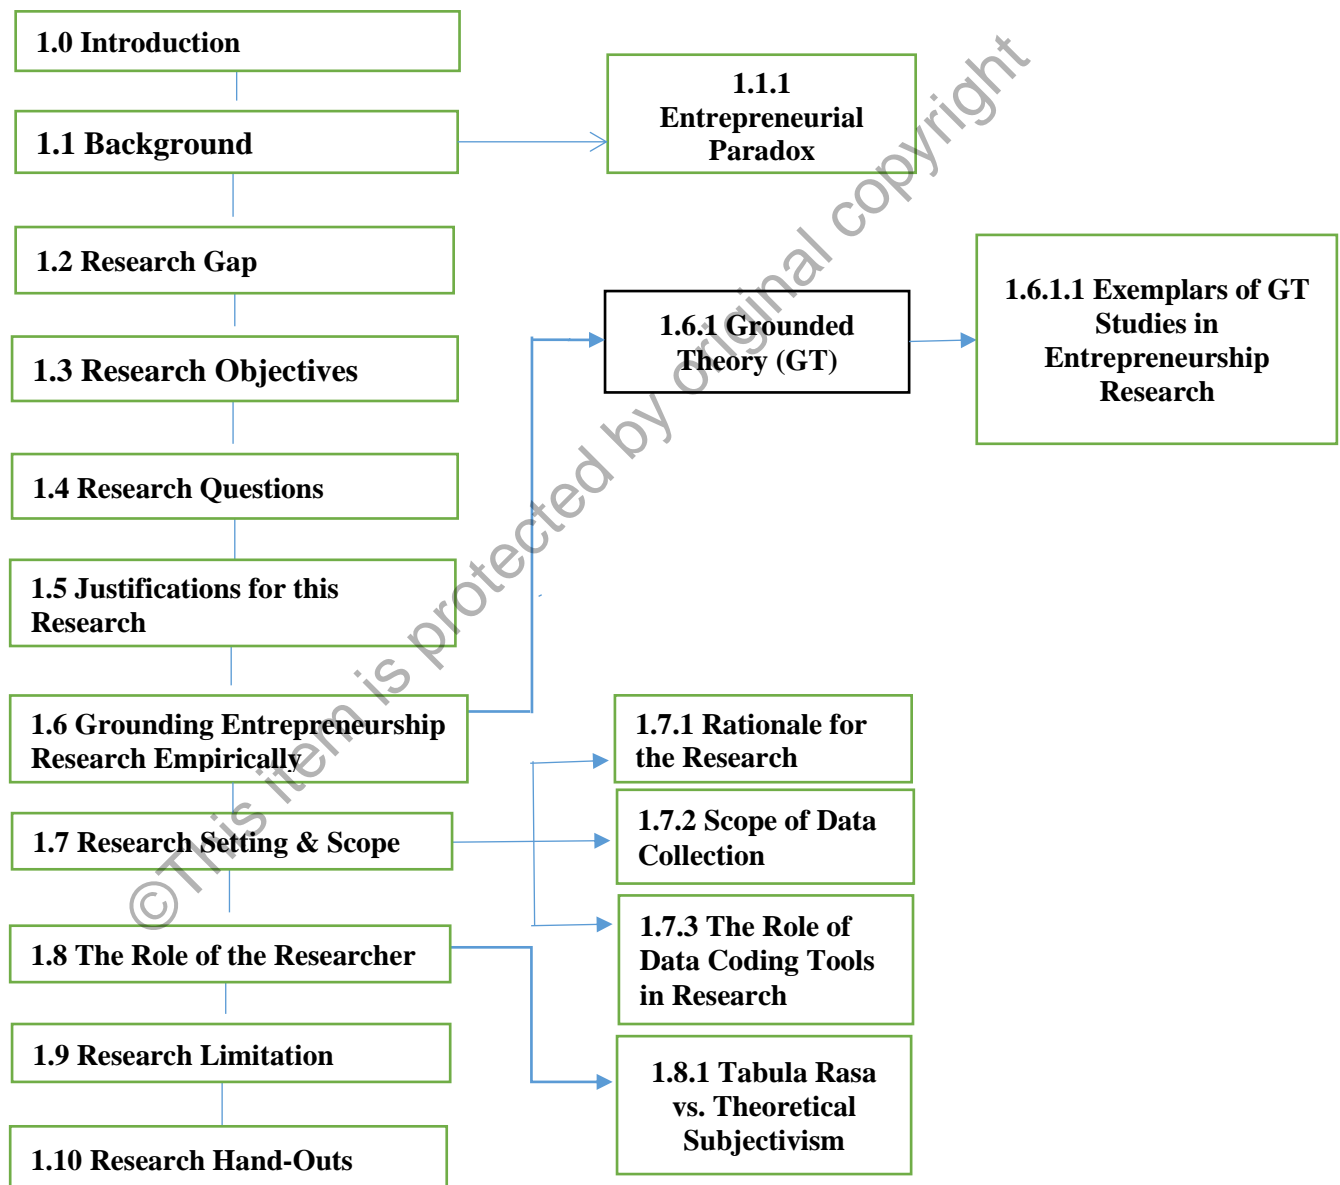 1.0 Introduction
1.1 Background
1.1.1
Entrepreneurial
Paradox
1.2 Research Gap
1.3 Research Objectives
1.6.1 Grounded
Theory (GT)
1.6.1.1 Exemplars of GT
Studies in
Entrepreneurship
Research
1.4 Research Questions
1.5 Justifications for this
Research
1.6 Grounding Entrepreneurship
Research Empirically
1.7 Research Setting & Scope
1.7.1 Rationale for
the Research
1.7.2 Scope of Data
Collection
1.7.3 The Role of
Data Coding Tools
in Research
1.8 The Role of the Researcher
1.8.1 Tabula Rasa
vs. Theoretical
Subjectivism
1.9 Research Limitation
1.10 Research Hand-Outs
©This item is protected by original copyright